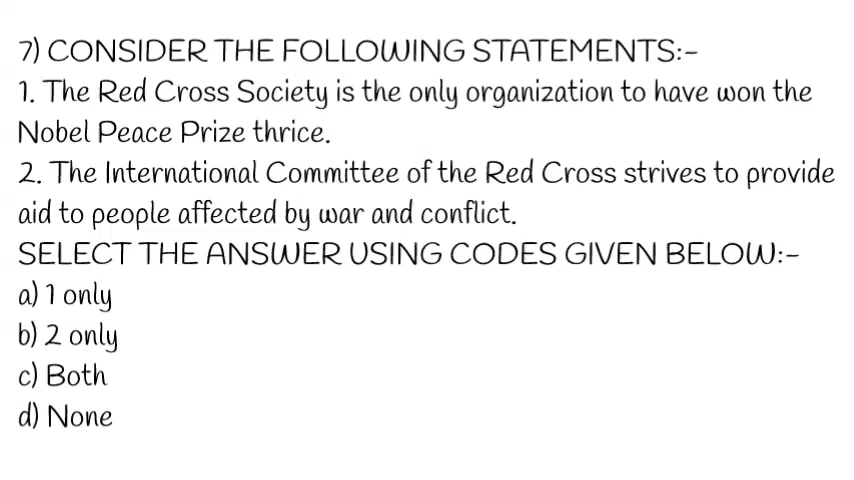 7) CONSIDER THE FOLLOWING STATEMENTS:-
1. The Red Cross Society is the only organization to have won the
Nobel Peace Prize thrice.
2. The International Committee of the Red Cross strives to provide
aid to people affected by war and conflict.
SELECT THE ANSWER USING CODES GIVEN BELOW:-
a) 1 only
b) 2 only
c) Both
d) None